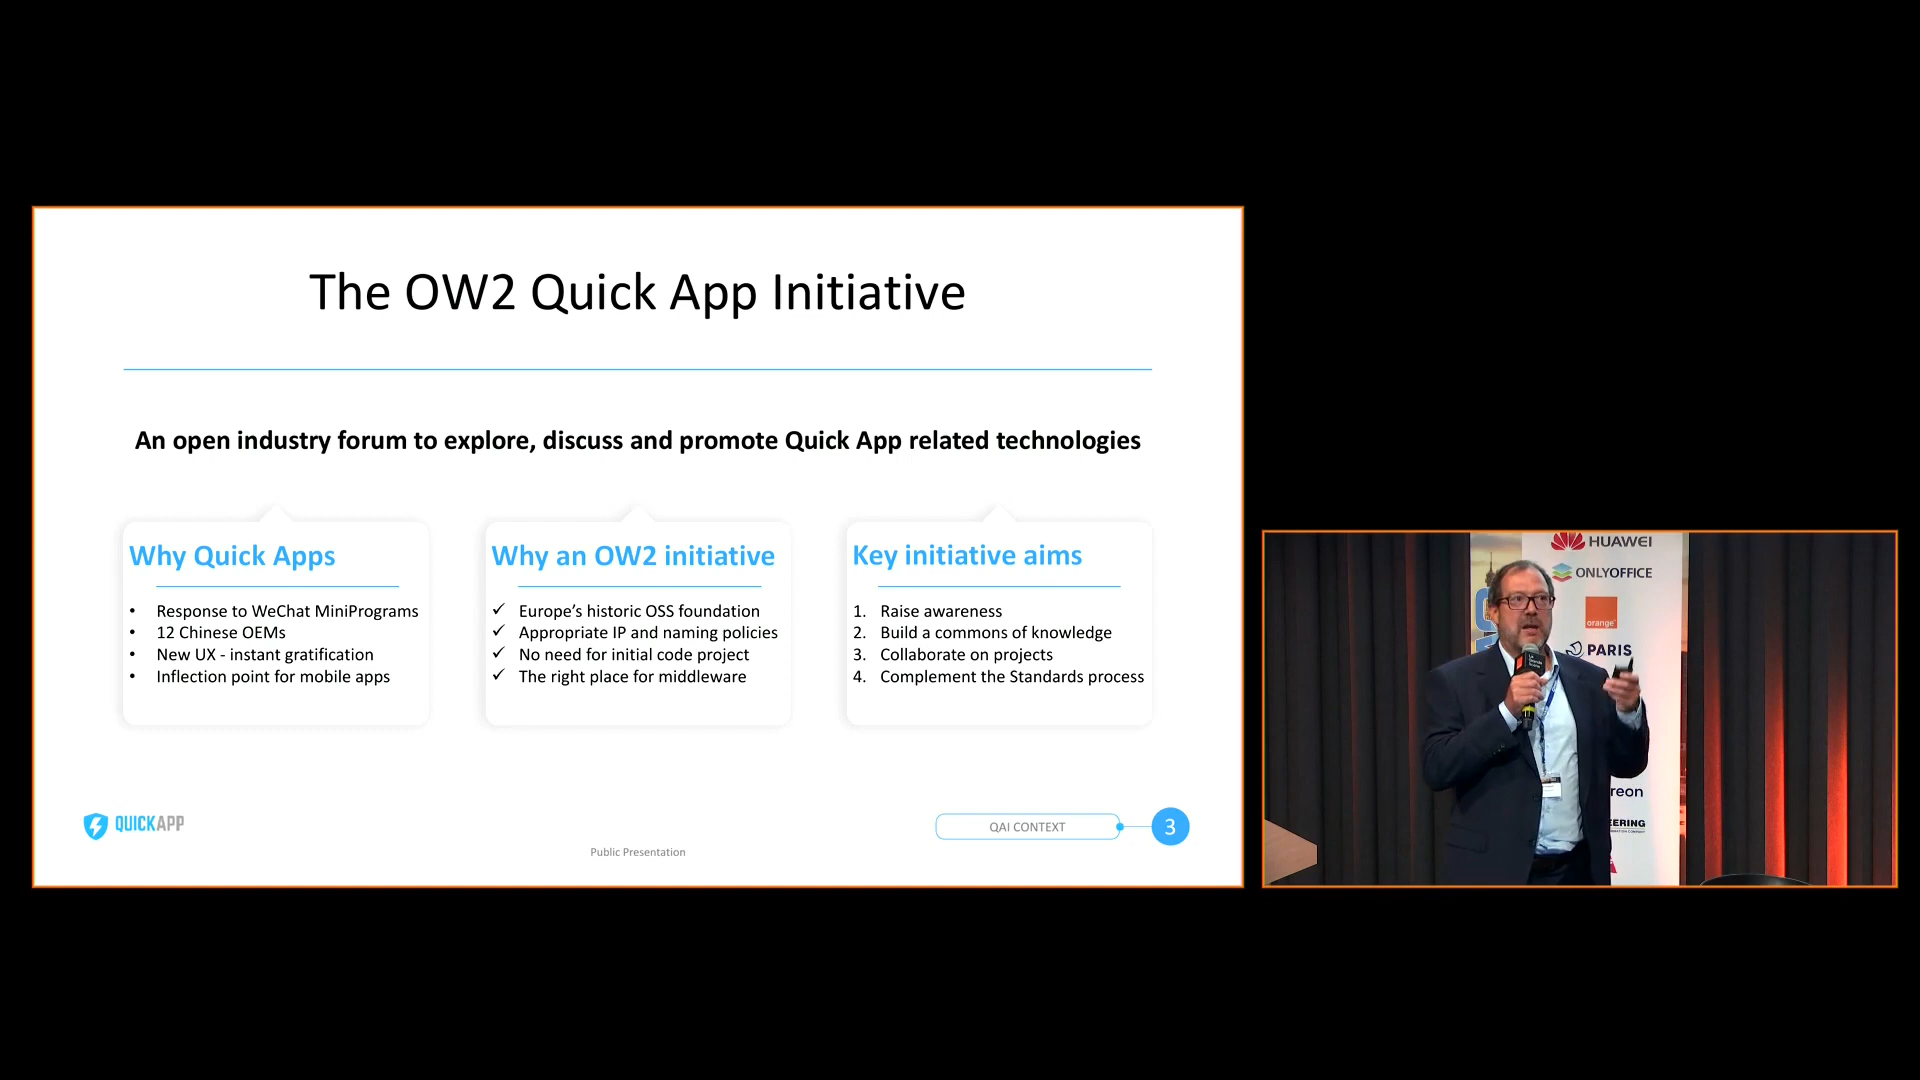 The OW2 Quick App Initiative
An open industry forum to explore, discuss and promote Quick App related technologies
Why Quick Apps
• Response to WeChat MiniPrograms
• 12 Chinese OEMs
• New UX - instant gratification
• Inflection point for mobile apps
Why an OW2 initiative
✓ Europe's historic OSS foundation
✓ Appropriate IP and naming policies
✓ No need for initial code project
✓ The right place for middleware
Key initiative aims
1. Raise awareness
2. Build a commons of knowledge
3. Collaborate on projects
4. Complement the Standards process
QUICKAPP
Public Presentation
QAI CONTEXT
3
HUAWEI
ONLYOFFICE
orange
PARIS
reon
EERING